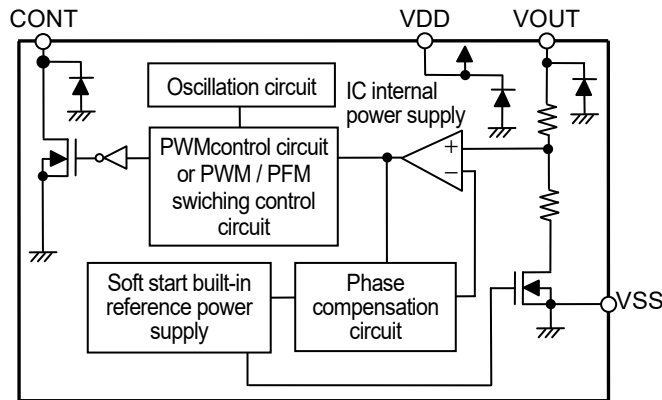 CONT
VDD
VOUT
Oscillation circuit
IC internal
power supply
PWMcontrol circuit
or PWM / PFM
swiching control
circuit
+
−
Soft start built-in
reference power
supply
Phase
compensation
circuit
VSS